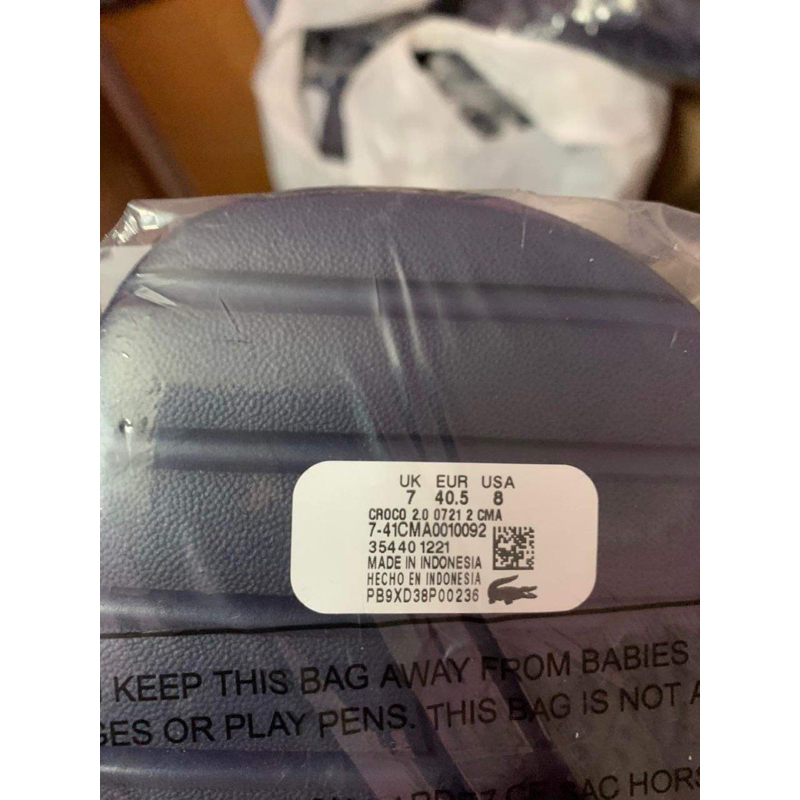 UK EUR USA
7 40.5 8
CROCO 2.0 0721 2 CMA
7-41CMA0010092
35440 1221
MADE IN INDONESIA
HECHO EN INDONESIA
PB9XD38P00236
KEEP THIS BAG AWAY FROM BABIES
OR PLAY PENS. THIS BAG IS NOT
SAC